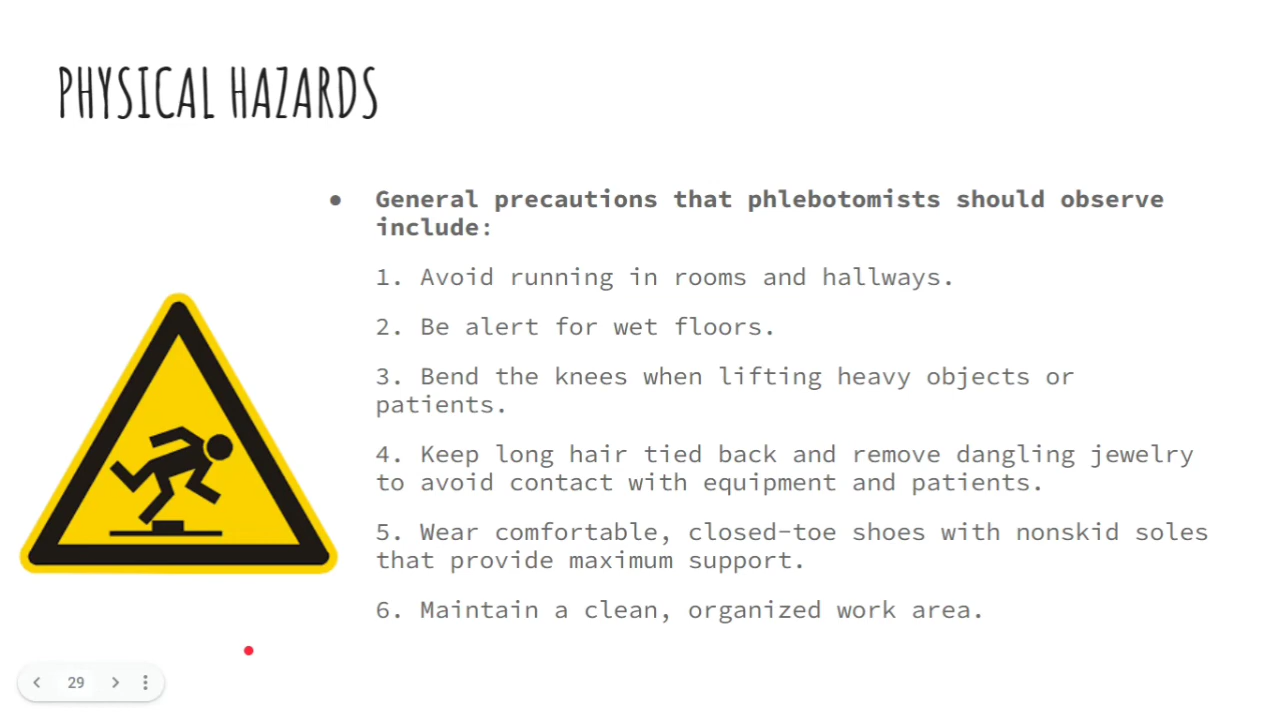 PHYSICAL HAZARDS
● General precautions that phlebotomists should observe
include:
1. Avoid running in rooms and hallways.
2. Be alert for wet floors.
3. Bend the knees when lifting heavy objects or
patients.
4. Keep long hair tied back and remove dangling jewelry
to avoid contact with equipment and patients.
5. Wear comfortable, closed-toe shoes with nonskid soles
that provide maximum support.
6. Maintain a clean, organized work area.
29